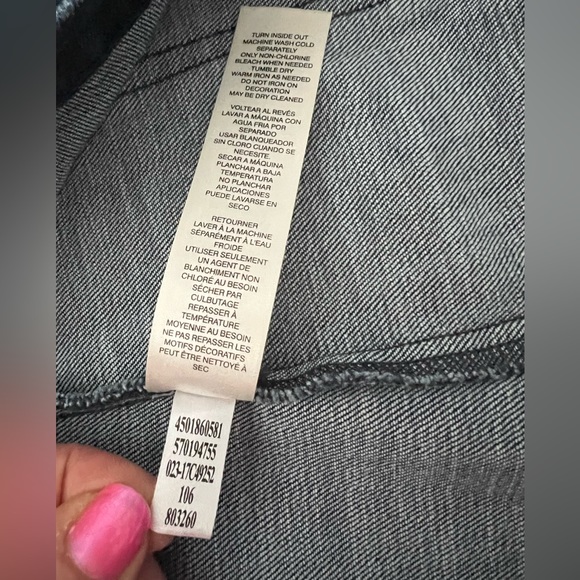 TURN INSIDE OUT
MACHINE WASH COLD
SEPARATELY
ONLY NON-CHLORINE
BLEACH WHEN NEEDED
TUMBLE DRY
WARM IRON AS NEEDED
DO NOT IRON ON
DECORATION
MAY BE DRY CLEANED
VOLTEAR AL REVÉS
LAVAR A MÁQUINA CON
AGUA FRIA POR
SEPARADO
USAR BLANQUEADOR
SIN CLORO CUANDO SE
NECESITE.
SECAR A MÁQUINA
PLANCHAR A BAJA
TEMPERATURA
NO PLANCHAR
APLICACIONES
PUEDE LAVARSE EN
SECO
RETOURNER
LAVER À LA MACHINE
SÉPARÉMENT À L'EAU
FROIDE
UTILISER SEULEMENT
UN AGENT DE
BLANCHIMENT NON
CHLORÉ AU BESOIN
SÉCHER PAR
CULBUTAGE
REPASSER À
TEMPÉRATURE
MOYENNE AU BESOIN
NE PAS REPASSER LES
MOTIFS DÉCORATIFS
PEUT ÊTRE NETTOYÉ À
SEC
4501860581
570194755
023-17C49252
106
803260